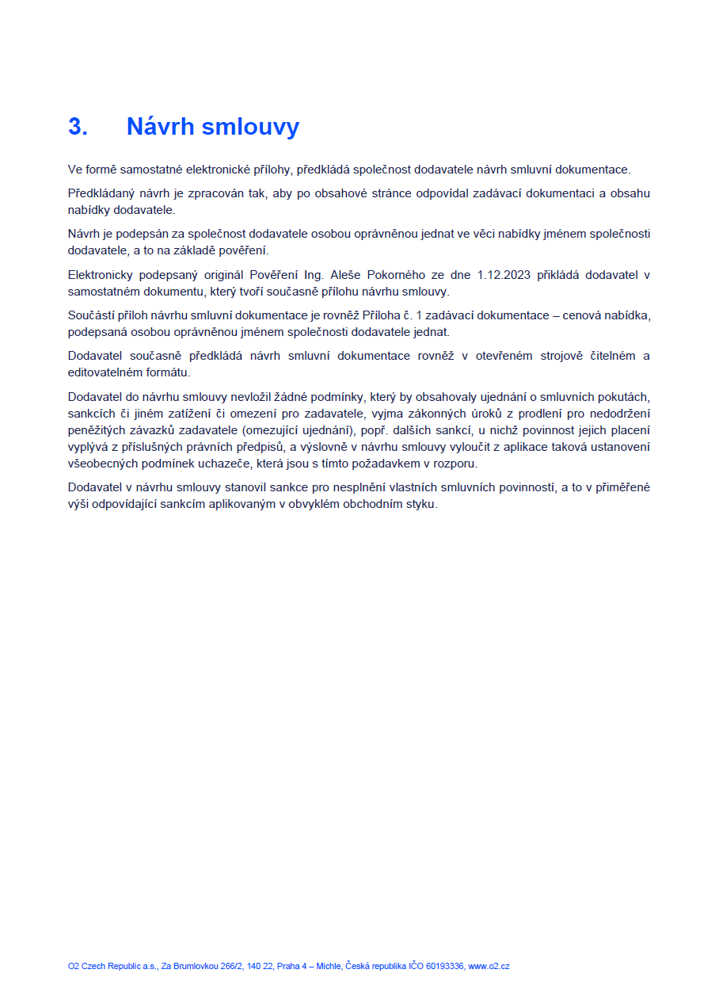 3. Návrh smlouvy
Ve formě samostatné elektronické přílohy, předkládá společnost dodavatele návrh smluvní dokumentace.
Předkládaný návrh je zpracován tak, aby po obsahové stránce odpovídal zadávací dokumentaci a obsahu
nabídky dodavatele.
Návrh je podepsán za společnost dodavatele osobou oprávněnou jednat ve věci nabídky jménem společnosti
dodavatele, a to na základě pověření.
Elektronicky podepsaný originál Pověření Ing. Aleše Pokorného ze dne 1.12.2023 přikládá dodavatel v
samostatném dokumentu, který tvoří současně přílohu návrhu smlouvy.
Součástí příloh návrhu smluvní dokumentace je rovněž Příloha č. 1 zadávací dokumentace – cenová nabídka,
podepsaná osobou oprávněnou jménem společnosti dodavatele jednat.
Dodavatel současně předkládá návrh smluvní dokumentace rovněž v otevřeném strojově čitelném a
editovatelném formátu.
Dodavatel do návrhu smlouvy nevložil žádné podmínky, který by obsahovaly ujednání o smluvních pokutách,
sankcích či jiném zatížení či omezení pro zadavatele, vyjma zákonných úroků z prodlení pro nedodržení
peněžitých závazků zadavatele (omezující ujednání), popř. dalších sankcí, u nichž povinnost jejich placení
vyplývá z příslušných právních předpisů, a výslovně v návrhu smlouvy vyloučit z aplikace taková ustanovení
všeobecných podmínek uchazeče, která jsou s tímto požadavkem v rozporu.
Dodavatel v návrhu smlouvy stanovil sankce pro nesplnění vlastních smluvních povinností, a to v přiměřené
výši odpovídající sankcím aplikovaným v obvyklém obchodním styku.
O2 Czech Republic a.s., Za Brumlovkou 266/2, 140 22, Praha 4 – Michle, Česká republika IČO 60193336, www.o2.cz